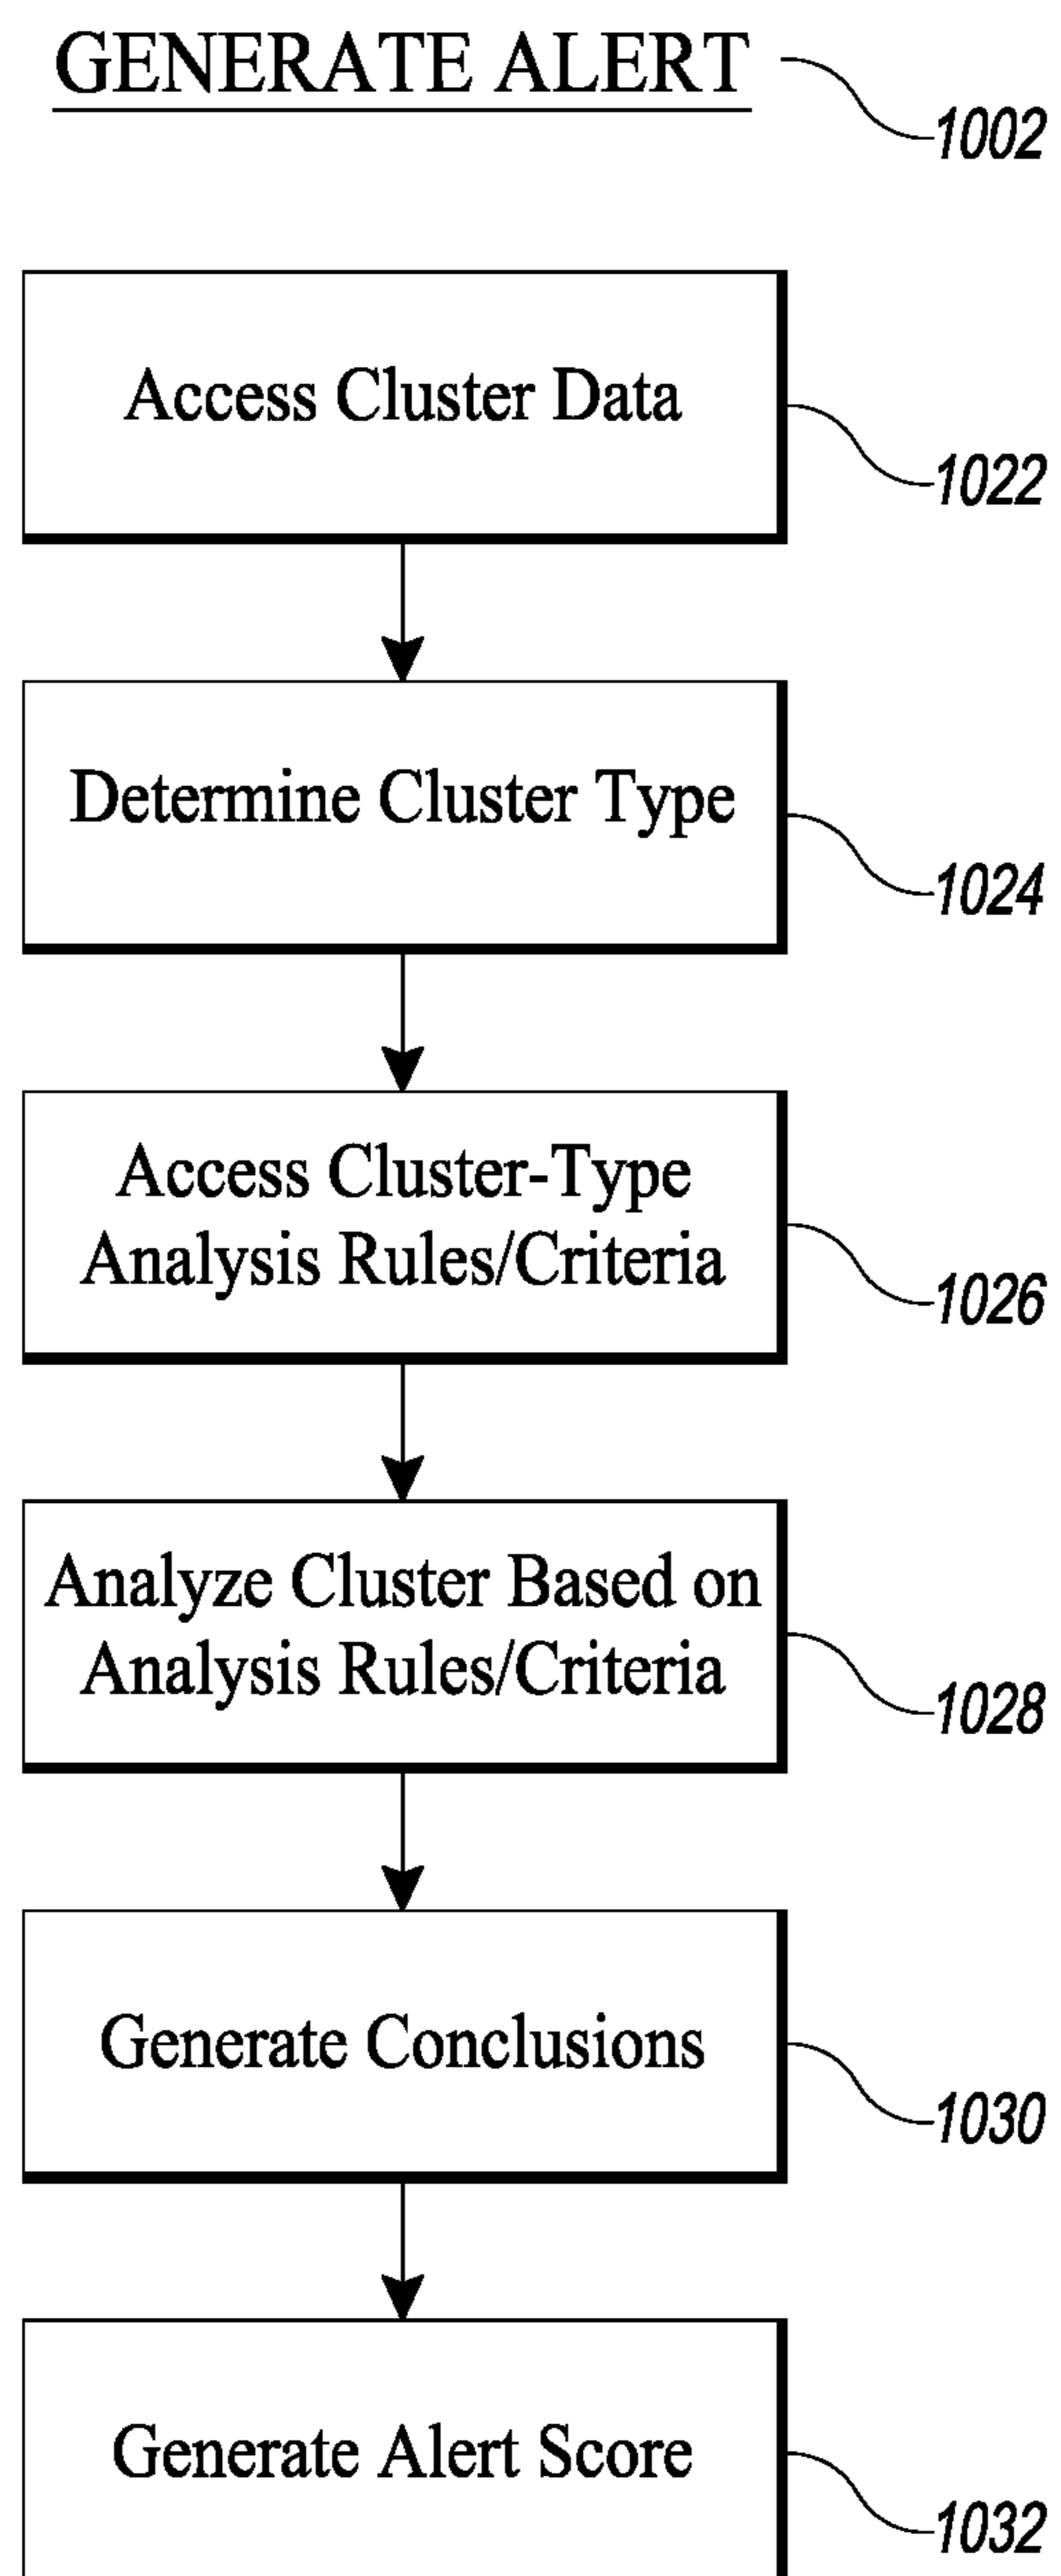 GENERATE ALERT
1002
Access Cluster Data
1022
Determine Cluster Type
1024
Access Cluster-Type
Analysis Rules/Criteria
1026
Analyze Cluster Based on
Analysis Rules/Criteria
1028
Generate Conclusions
1030
Generate Alert Score
1032